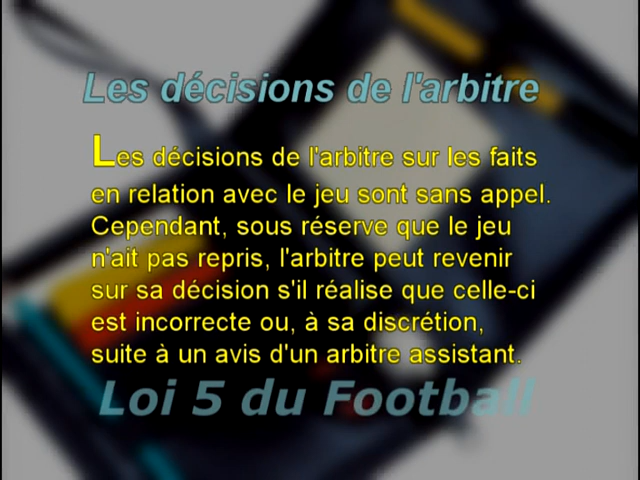 Les décisions de l'arbitre
Les décisions de l'arbitre sur les faits
en relation avec le jeu sont sans appel.
Cependant, sous réserve que le jeu
n'ait pas repris, l'arbitre peut revenir
sur sa décision s'il réalise que celle-ci
est incorrecte ou, à sa discrétion,
suite à un avis d'un arbitre assistant.
Loi 5 du Football